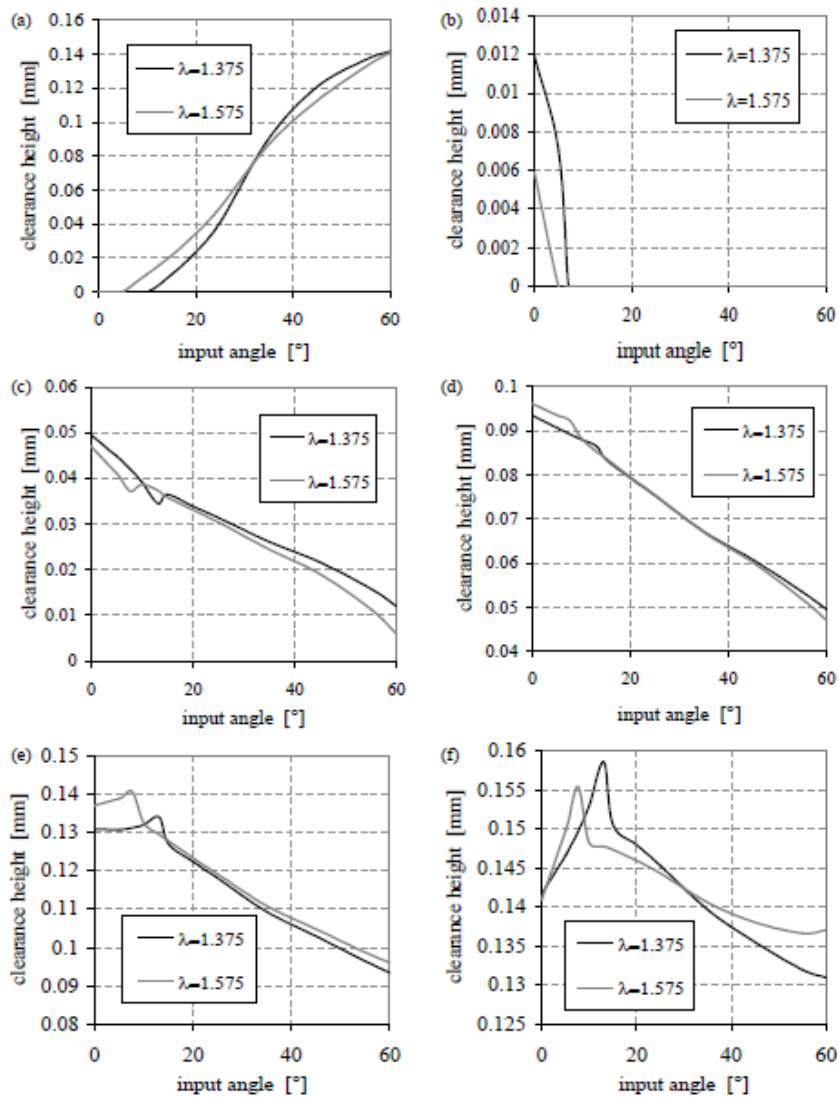 (a)
0.16
0.14
0.12
0.1
0.08
0.06
0.04
0.02
0
clearance height [mm]
λ=1.375
λ=1.575
0 20 40 60
input angle [°]
(b)
0.014
0.012
0.01
0.008
0.006
0.004
0.002
0
clearance height [mm]
λ=1.375
λ=1.575
0 20 40 60
input angle [°]
(c)
0.06
0.05
0.04
0.03
0.02
0.01
0
clearance height [mm]
λ=1.375
λ=1.575
0 20 40 60
input angle [°]
(d)
0.1
0.09
0.08
0.07
0.06
0.05
0.04
clearance height [mm]
λ=1.375
λ=1.575
0 20 40 60
input angle [°]
(e)
0.15
0.14
0.13
0.12
0.11
0.1
0.09
0.08
clearance height [mm]
λ=1.375
λ=1.575
0 20 40 60
input angle [°]
(f)
0.16
0.155
0.15
0.145
0.14
0.135
0.13
0.125
clearance height [mm]
λ=1.375
λ=1.575
0 20 40 60
input angle [°]